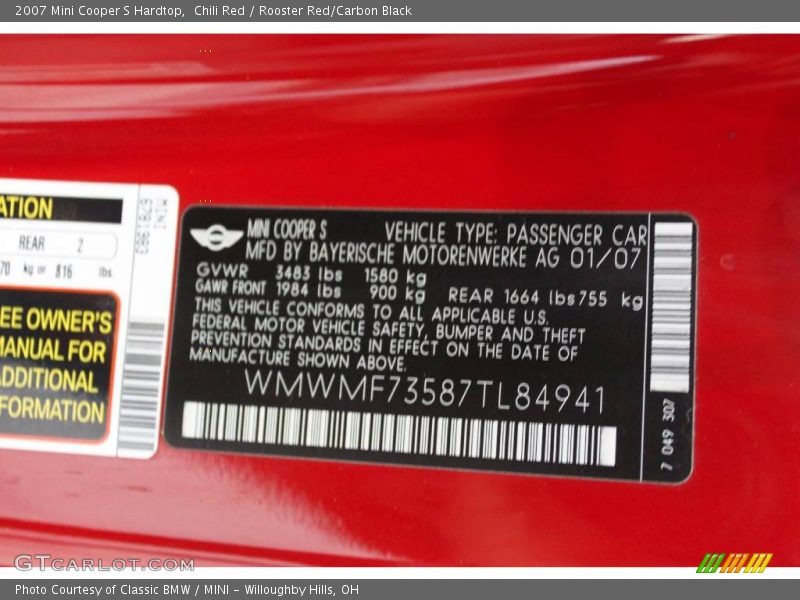 2007 Mini Cooper S Hardtop, Chili Red / Rooster Red/Carbon Black
ATION
REAR 2
70 kg or 816 lbs.
EE OWNER'S
MANUAL FOR
ADDITIONAL
FORMATION
MINI
MINI COOPER S VEHICLE TYPE: PASSENGER CAR
MFD BY BAYERISCHE MOTORENWERKE AG 01/07
GVWR 3483 lbs 1580 kg
GAWR FRONT 1984 lbs 900 kg REAR 1664 lbs 755 kg
THIS VEHICLE CONFORMS TO ALL APPLICABLE U.S.
FEDERAL MOTOR VEHICLE SAFETY, BUMPER AND THEFT
PREVENTION STANDARDS IN EFFECT ON THE DATE OF
MANUFACTURE SHOWN ABOVE.
WMWMF73587TL84941
7 049 307
GTCarLot.com
Photo Courtesy of Classic BMW / MINI - Willoughby Hills, OH